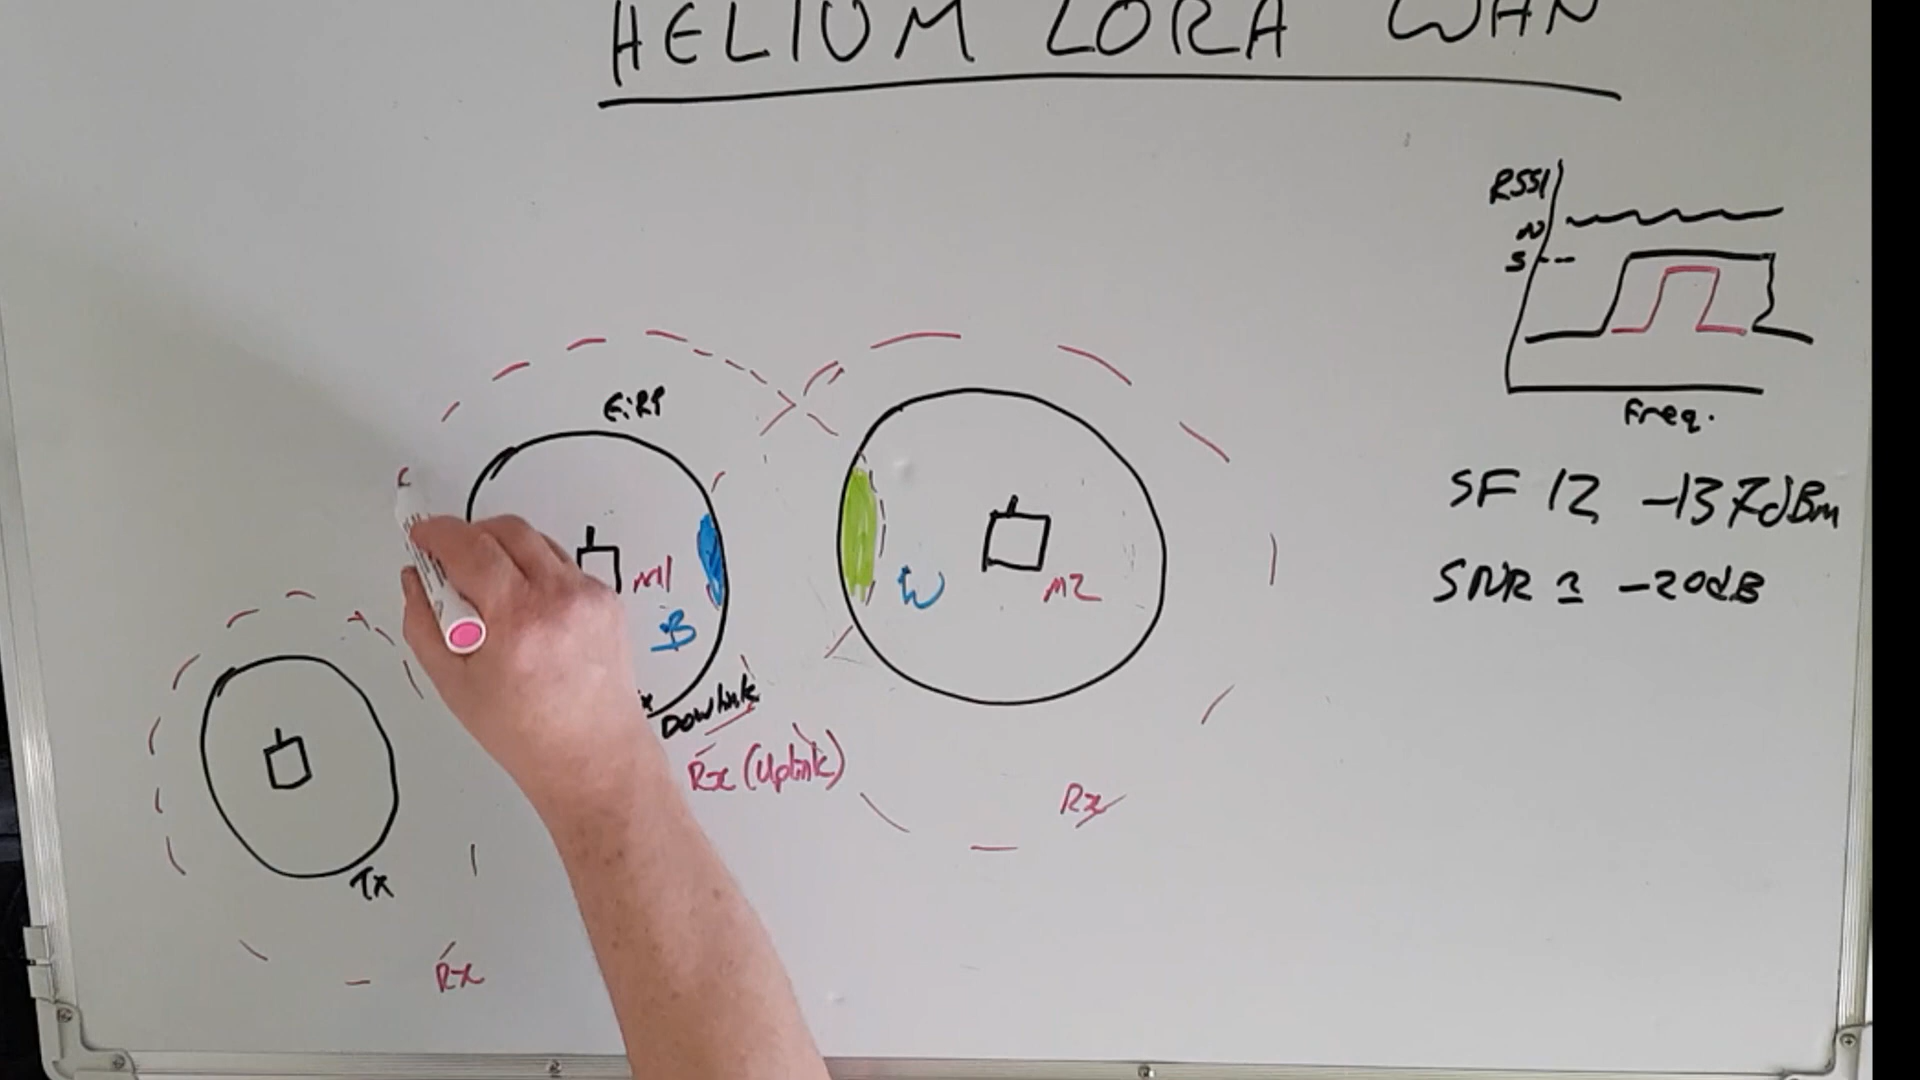 HELIUM LORA WAN
RSSI
N
S
Freq.
EiRP
SF 12 -137dBm
SNR -20dB
M1
B
W
M2
Downlink
Rx (Uplink)
Rx
Tx
Rx